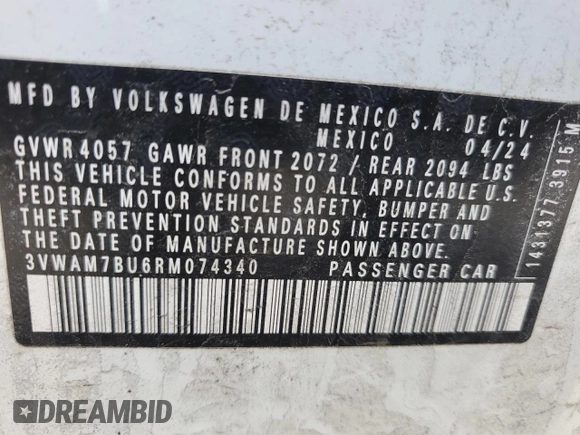 MFD BY VOLKSWAGEN DE MEXICO S.A. DE C.V.
MEXICO 04/24
GVWR 4057 GAWR FRONT 2072 / REAR 2094 LBS
THIS VEHICLE CONFORMS TO ALL APPLICABLE U.S.
FEDERAL MOTOR VEHICLE SAFETY, BUMPER AND
THEFT PREVENTION STANDARDS IN EFFECT ON
THE DATE OF MANUFACTURE SHOWN ABOVE.
3VWAM7BU6RM074340 PASSENGER CAR
1431377 3915 M
DREAMBID